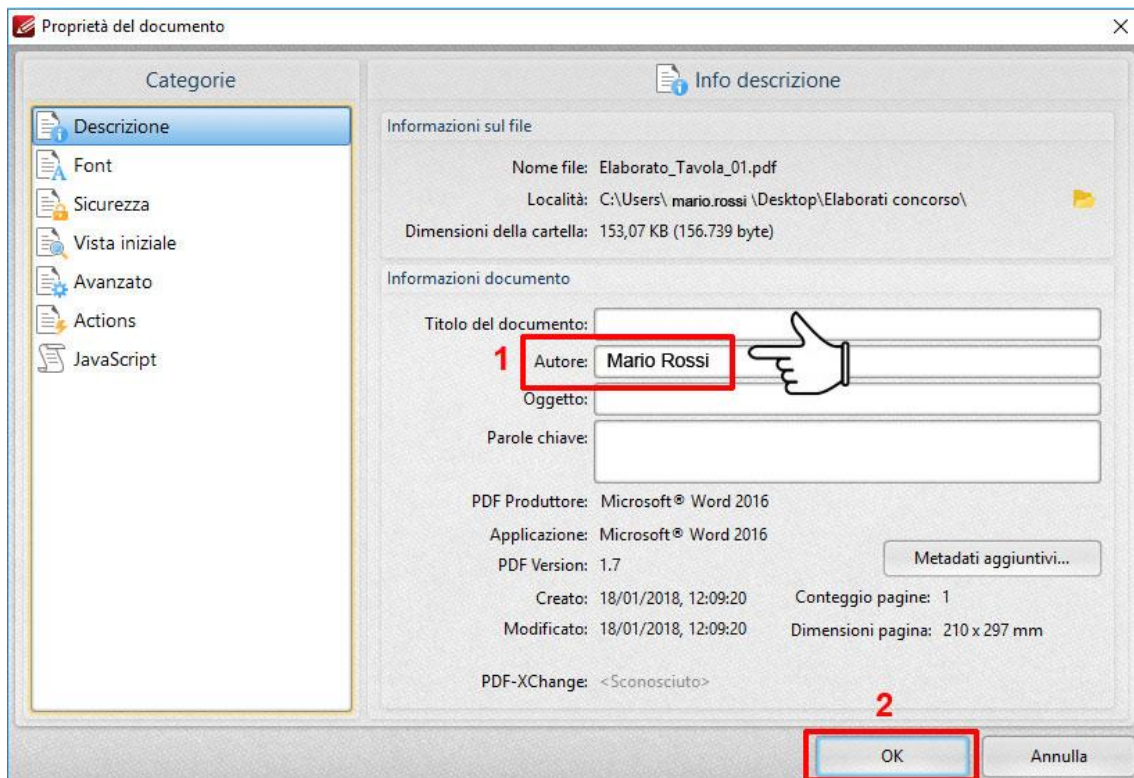 Proprietà del documento
Categorie
Descrizione
Font
Sicurezza
Vista iniziale
Avanzato
Actions
JavaScript
Info descrizione
Informazioni sul file
Nome file: Elaborato_Tavola_01.pdf
Località: C:\Users\ mario.rossi \Desktop\Elaborati concorso\
Dimensioni della cartella: 153,07 KB (156.739 byte)
Informazioni documento
Titolo del documento:
1 Autore: Mario Rossi
Oggetto:
Parole chiave:
PDF Produttore: Microsoft® Word 2016
Applicazione: Microsoft® Word 2016
Metadati aggiuntivi...
PDF Version: 1.7
Creato: 18/01/2018, 12:09:20 Conteggio pagine: 1
Modificato: 18/01/2018, 12:09:20 Dimensioni pagina: 210 x 297 mm
PDF-XChange: <Sconosciuto>
2
OK Annulla